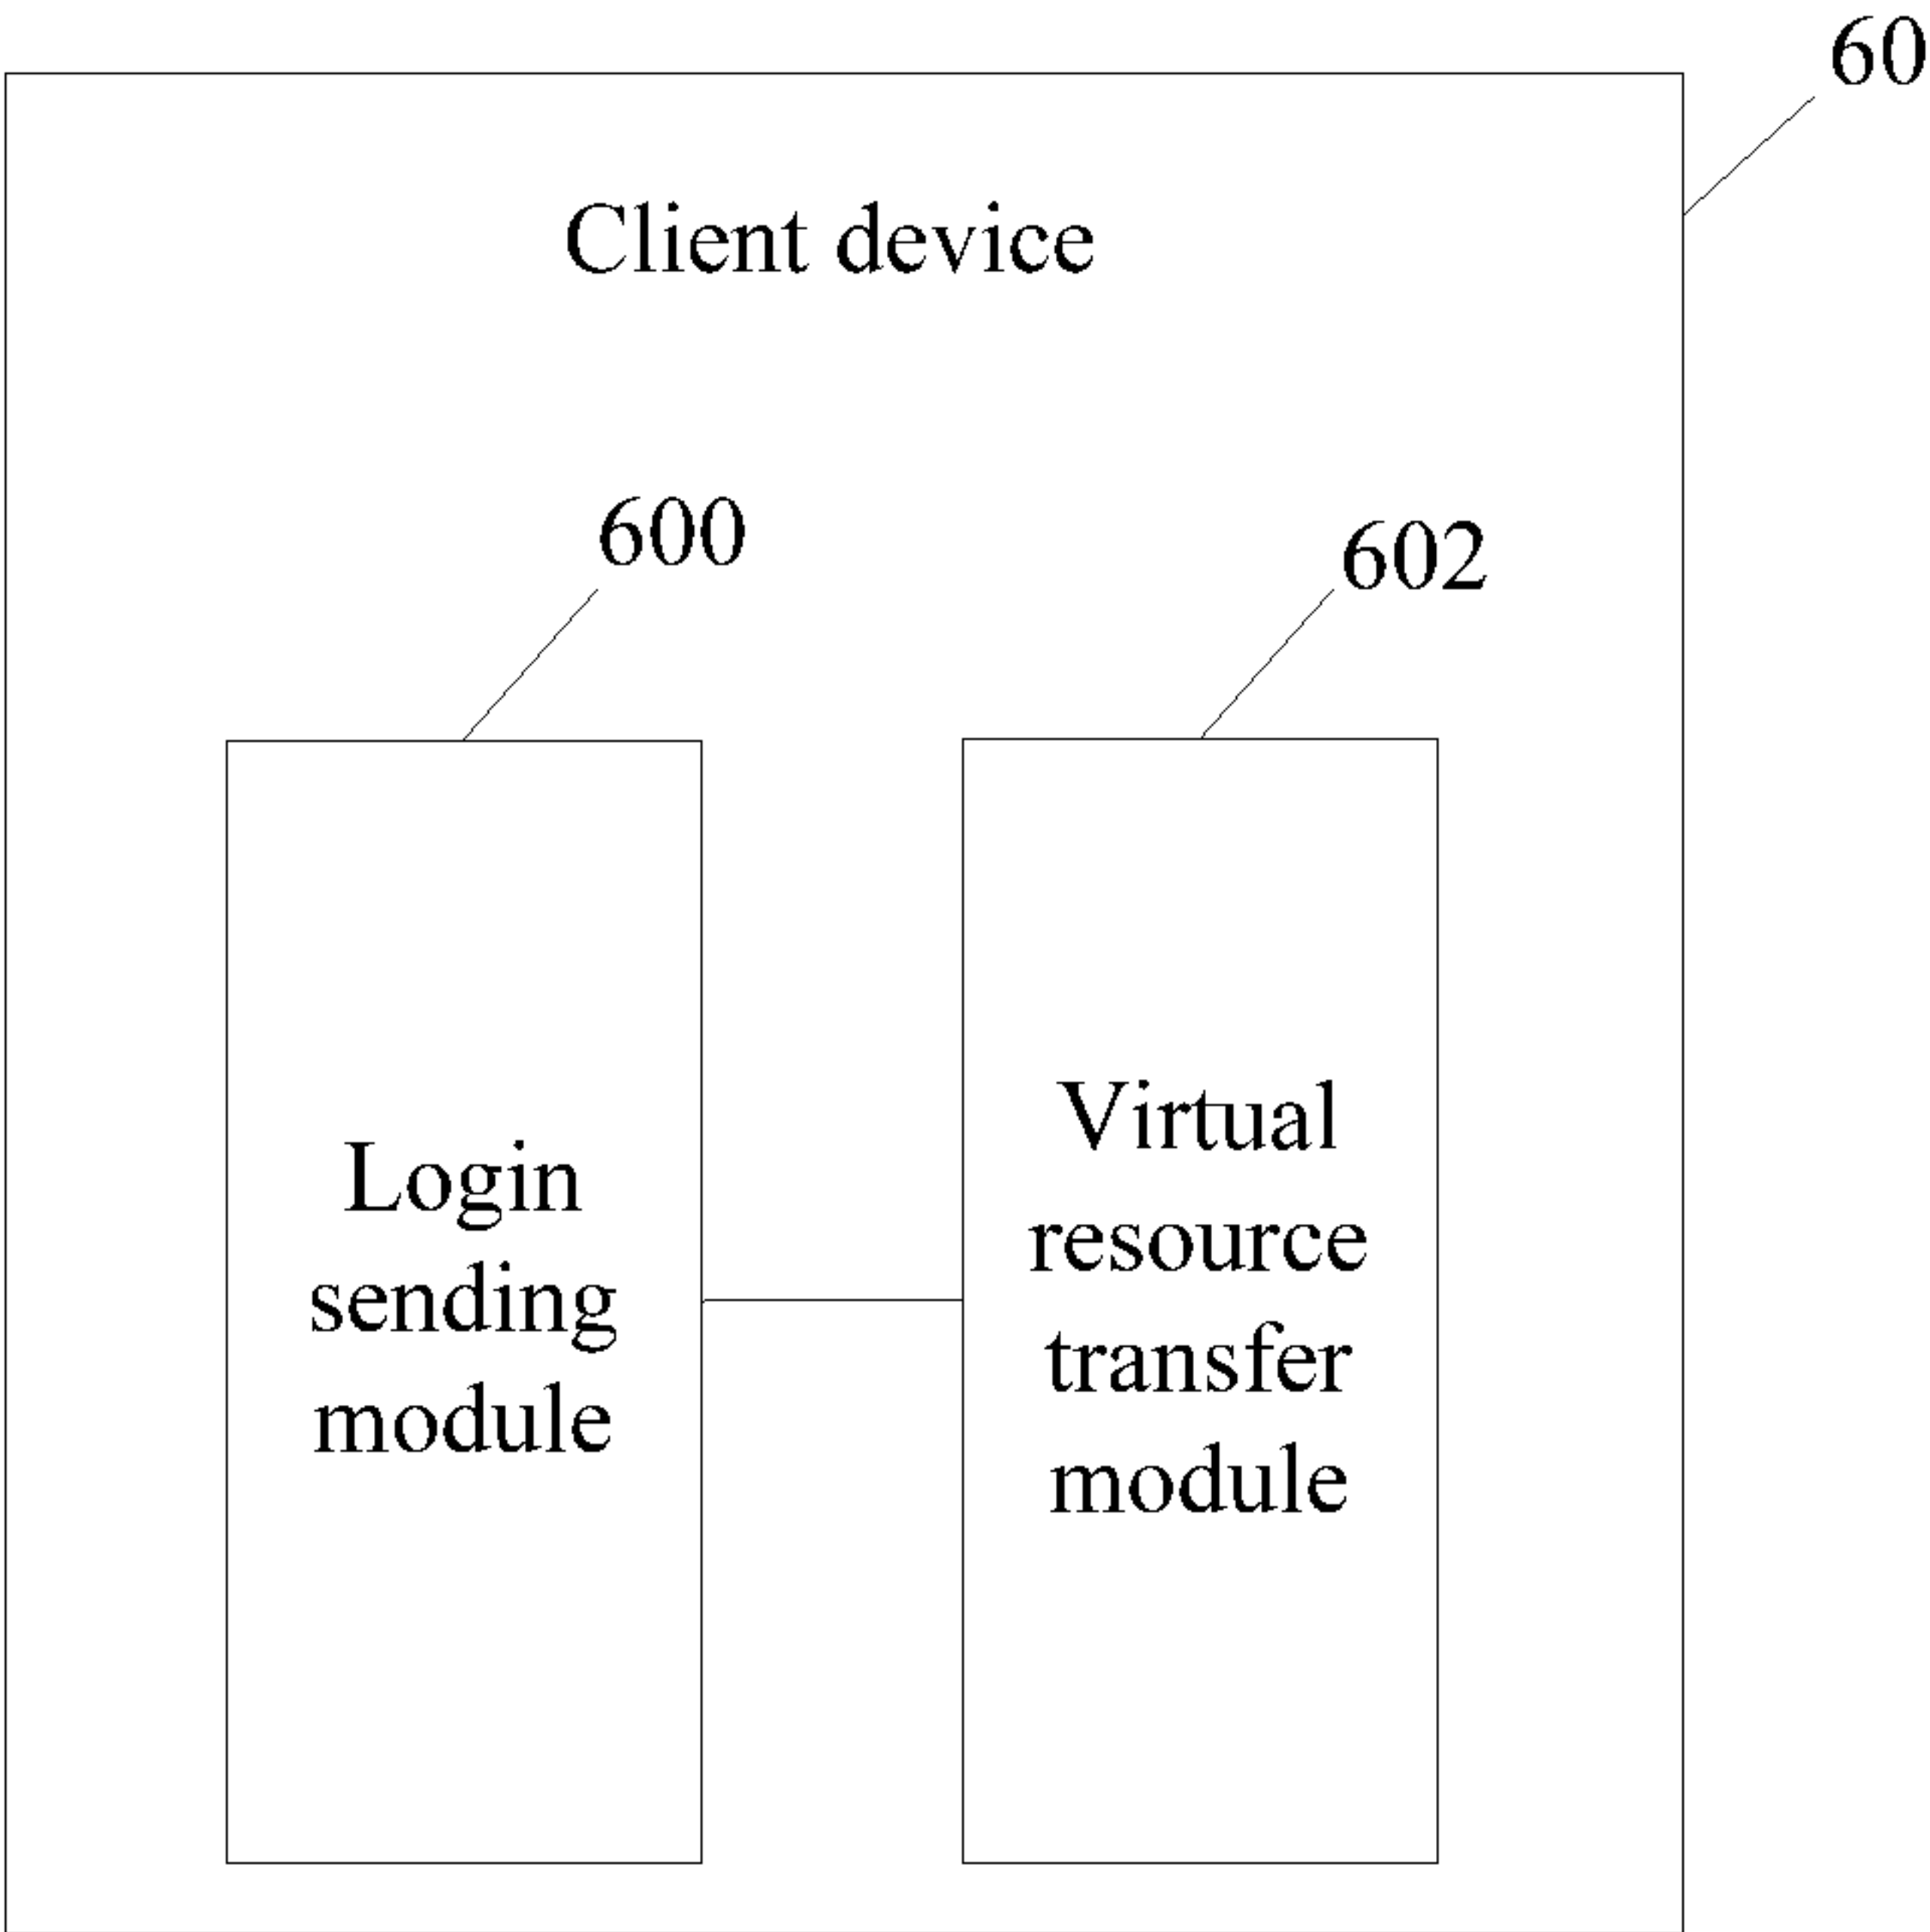 60
Client device
600
602
Login
sending
module
Virtual
resource
transfer
module